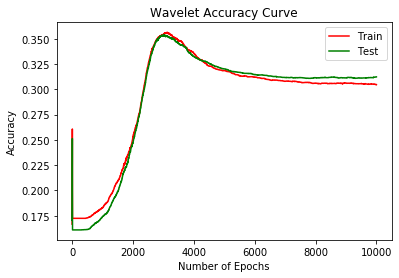 Wavelet Accuracy Curve
Train
Test
Accuracy
0.350
0.325
0.300
0.275
0.250
0.225
0.200
0.175
0 2000 4000 6000 8000 10000
Number of Epochs